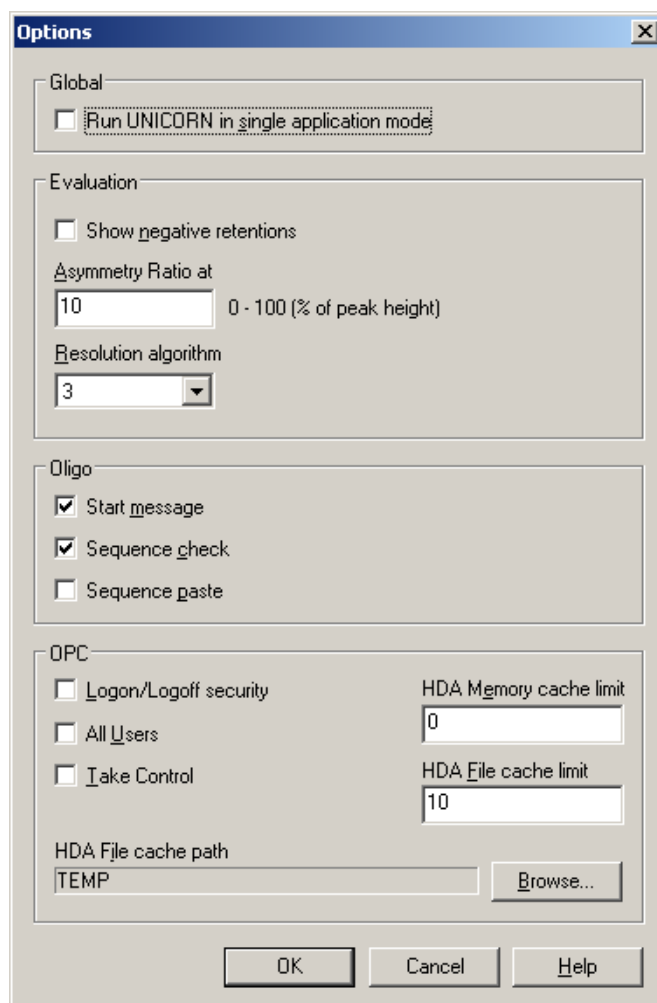 Options
Global
Run UNICORN in single application mode
Evaluation
Show negative retentions
Asymmetry Ratio at
10 0 - 100 (% of peak height)
Resolution algorithm
3
Oligo
Start message
Sequence check
Sequence paste
OPC
Logon/Logoff security
HDA Memory cache limit
0
All Users
Take Control
HDA File cache limit
10
HDA File cache path
TEMP Browse...
OK Cancel Help